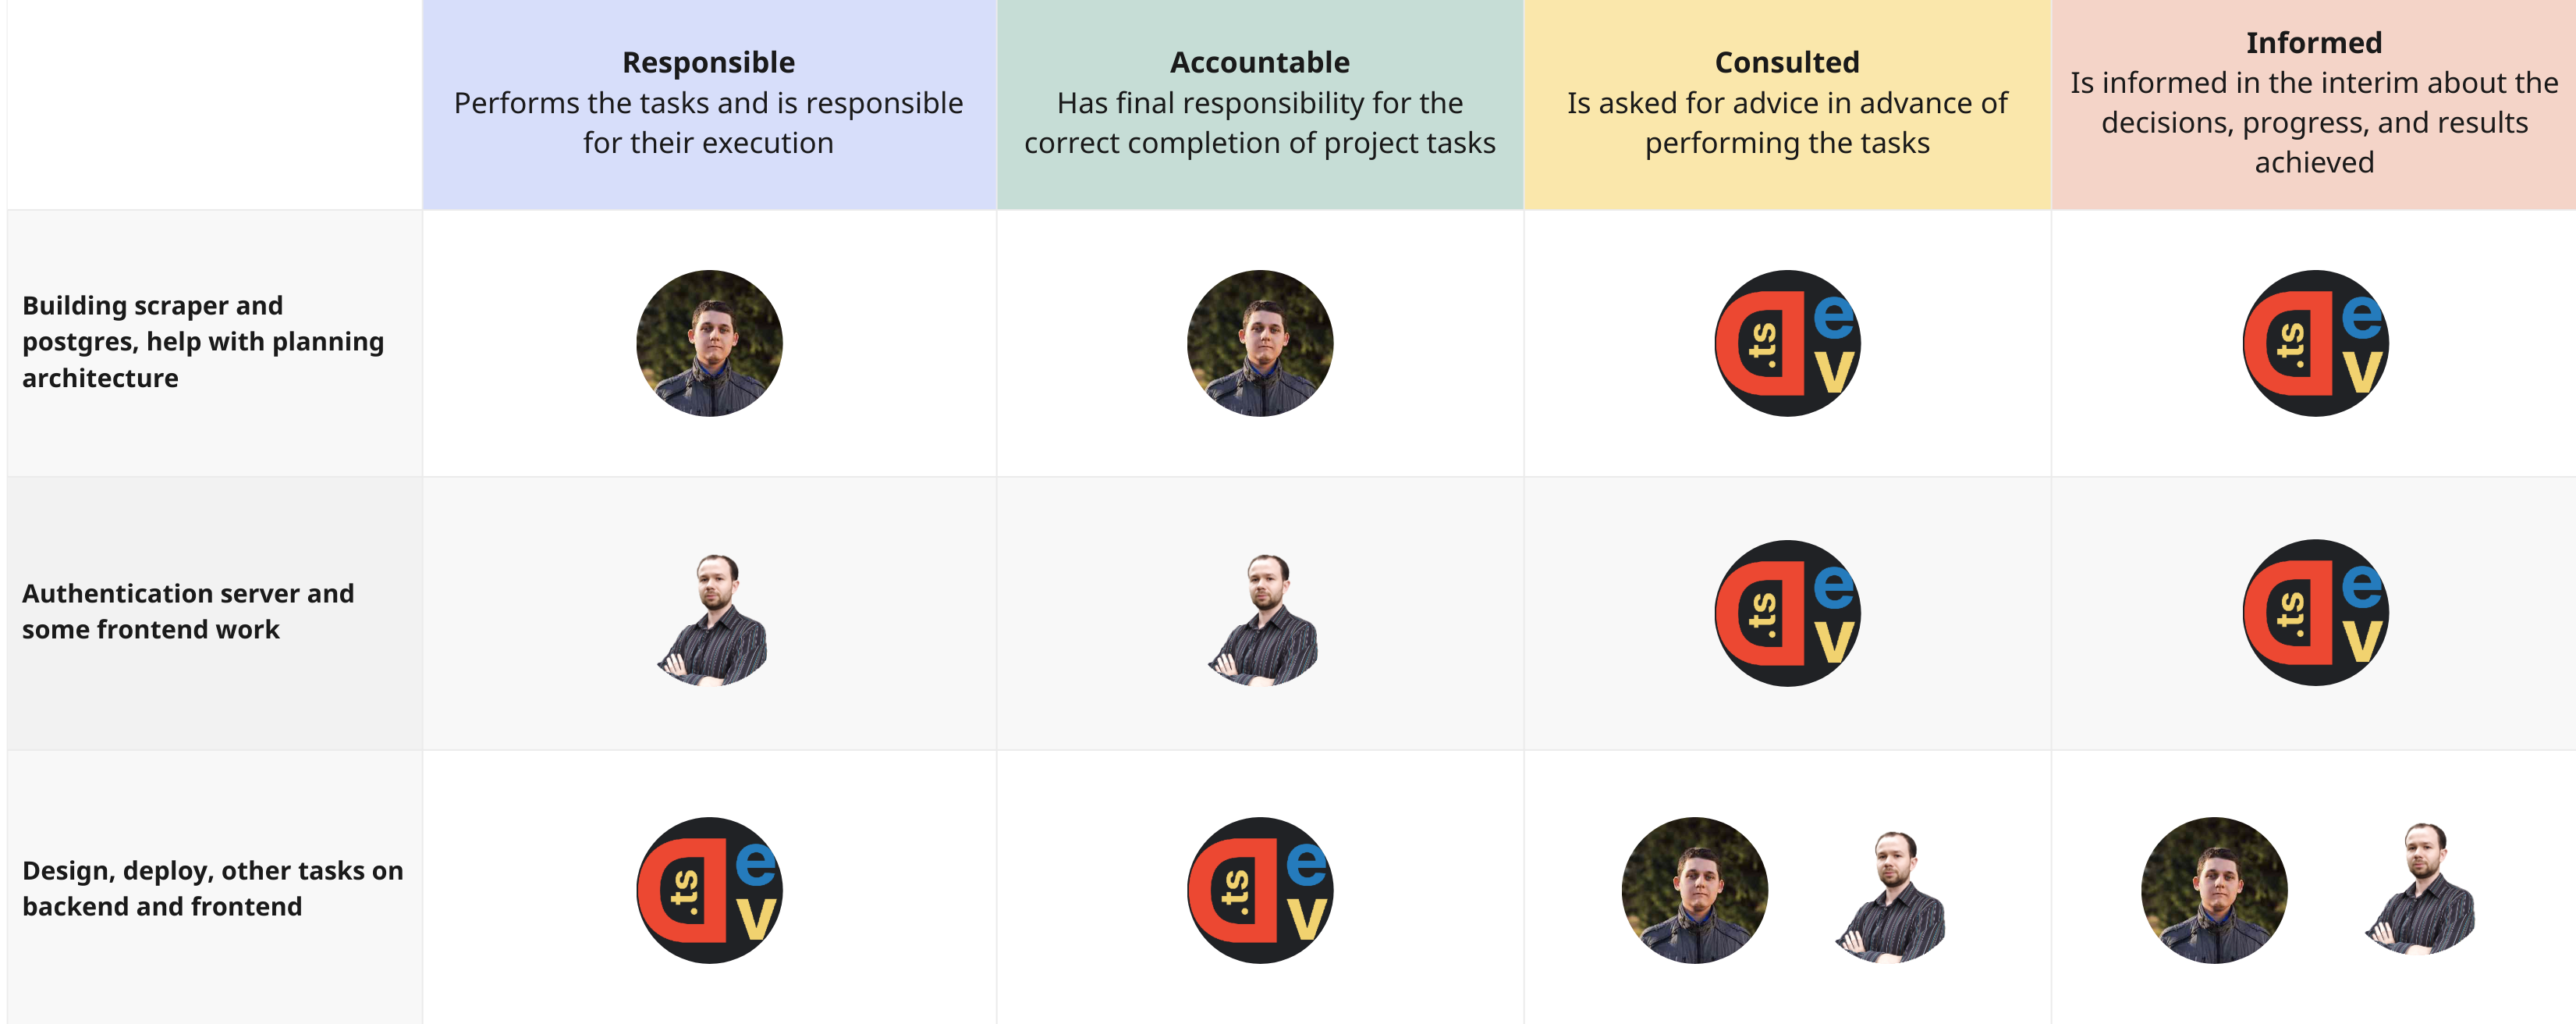 Responsible
Performs the tasks and is responsible
for their execution
Accountable
Has final responsibility for the
correct completion of project tasks
Consulted
Is asked for advice in advance of
performing the tasks
Informed
Is informed in the interim about the
decisions, progress, and results
achieved
Building scraper and
postgres, help with planning
architecture
D.ts
e
v
D.ts
e
v
Authentication server and
some frontend work
D.ts
e
v
D.ts
e
v
Design, deploy, other tasks on
backend and frontend
D.ts
e
v
D.ts
e
v